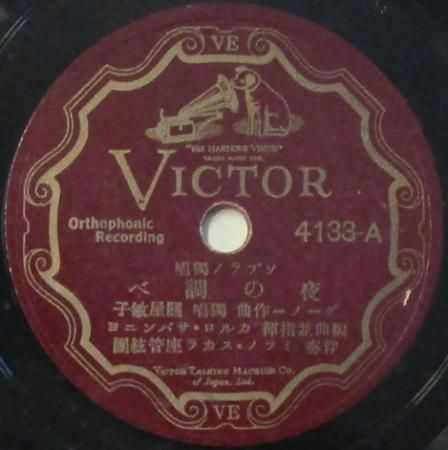 VE
"HIS MASTER'S VOICE"
TRADE MARK REG.
VICTOR
Orthophonic
Recording
4133-A
唱獨ノラプソ
べ調の夜
子敏屋關 唱獨 曲作ーノーグ
ヨニンバサ・ロルカ 揮指並曲編
團絃管座ラカス・ノラミ 奏伴
VICTOR TALKING MACHINE CO.
of Japan, Ltd.
VE